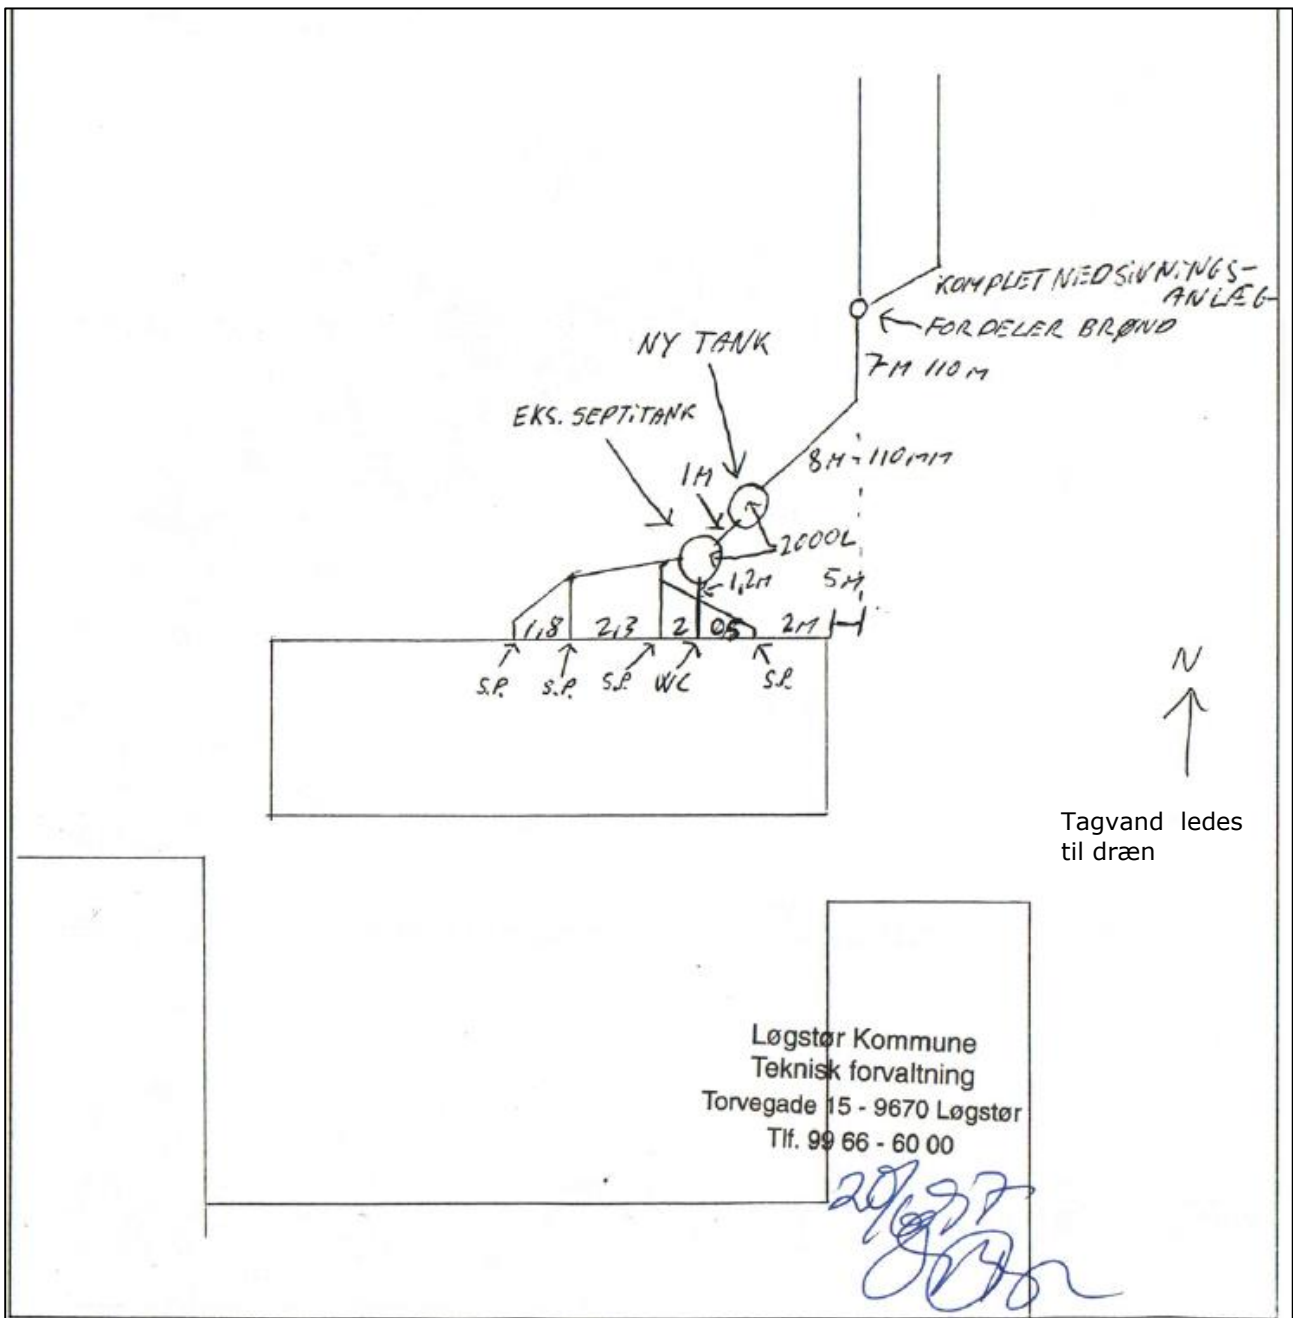 KOMPLET NEDSIVNINGS-
ANLÆG
FORDELER BRØND
NY TANK
7M 110M
EKS. SEPTiTANK
8M-110MM
1M
2000L
1,2M
5M
1,8 2,3 2 05 2M
S.P. S.P. S.P. WC S.P.
N
Tagvand ledes
til dræn
Løgstør Kommune
Teknisk forvaltning
Torvegade 15 - 9670 Løgstør
Tlf. 99 66 - 60 00